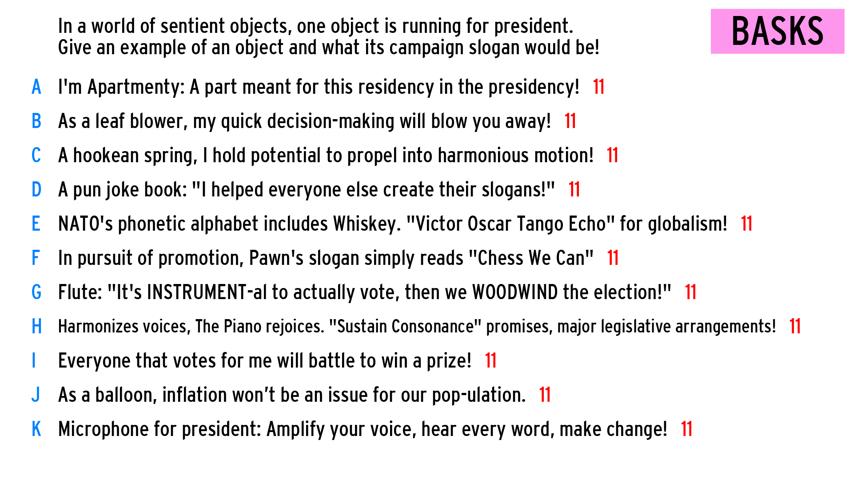 In a world of sentient objects, one object is running for president.
Give an example of an object and what its campaign slogan would be!
BASKS
A I'm Apartmenty: A part meant for this residency in the presidency! 11
B As a leaf blower, my quick decision-making will blow you away! 11
C A hookean spring, I hold potential to propel into harmonious motion! 11
D A pun joke book: "I helped everyone else create their slogans!" 11
E NATO's phonetic alphabet includes Whiskey. "Victor Oscar Tango Echo" for globalism! 11
F In pursuit of promotion, Pawn's slogan simply reads "Chess We Can" 11
G Flute: "It's INSTRUMENT-al to actually vote, then we WOODWIND the election!" 11
H Harmonizes voices, The Piano rejoices. "Sustain Consonance" promises, major legislative arrangements! 11
I Everyone that votes for me will battle to win a prize! 11
J As a balloon, inflation won’t be an issue for our pop-ulation. 11
K Microphone for president: Amplify your voice, hear every word, make change! 11